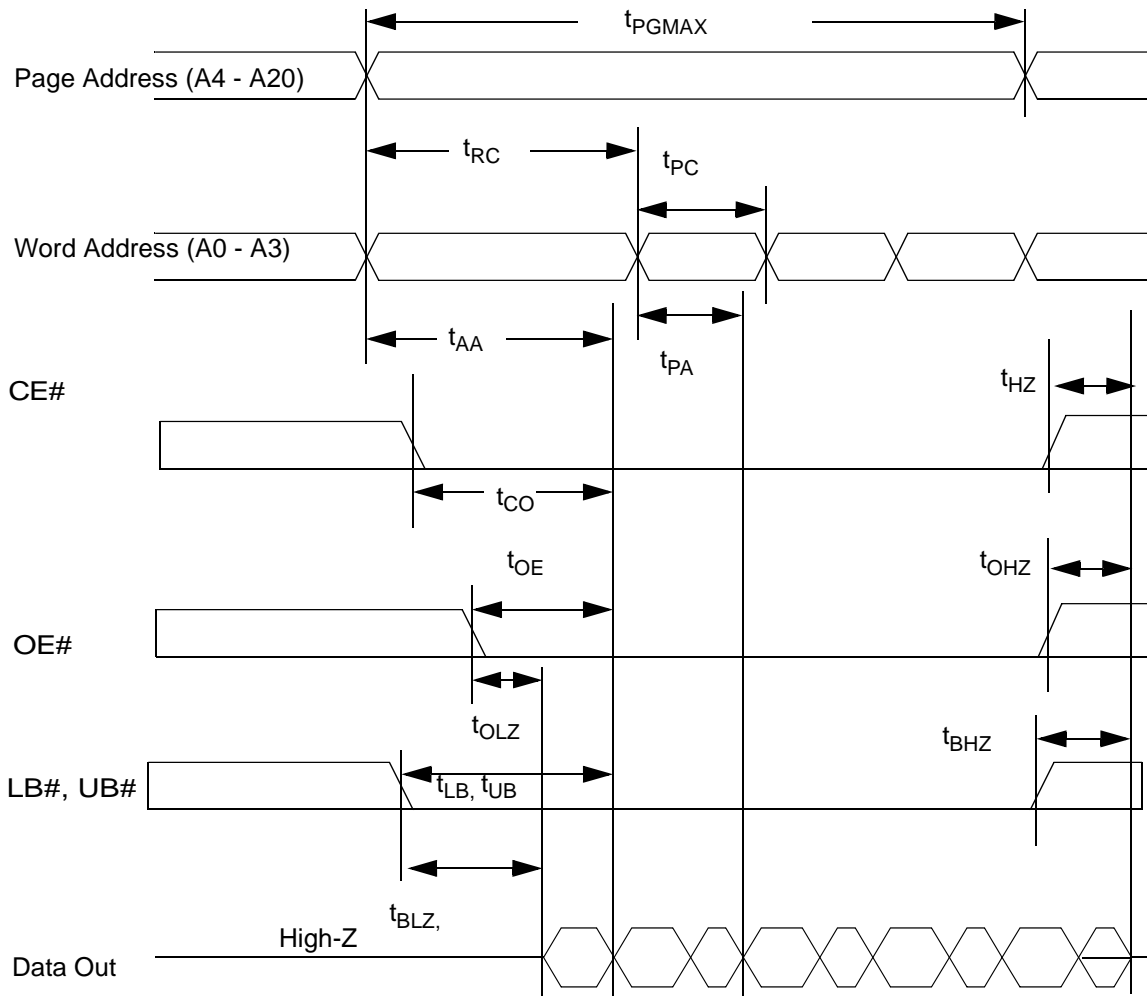 tPGMAX
Page Address (A4 - A20)
tRC
tPC
Word Address (A0 - A3)
tAA
tPA
CE#
tHZ
tCO
tOE
tOHZ
OE#
tOLZ
tBHZ
LB#, UB#
tLB, tUB
tBLZ,
High-Z
Data Out